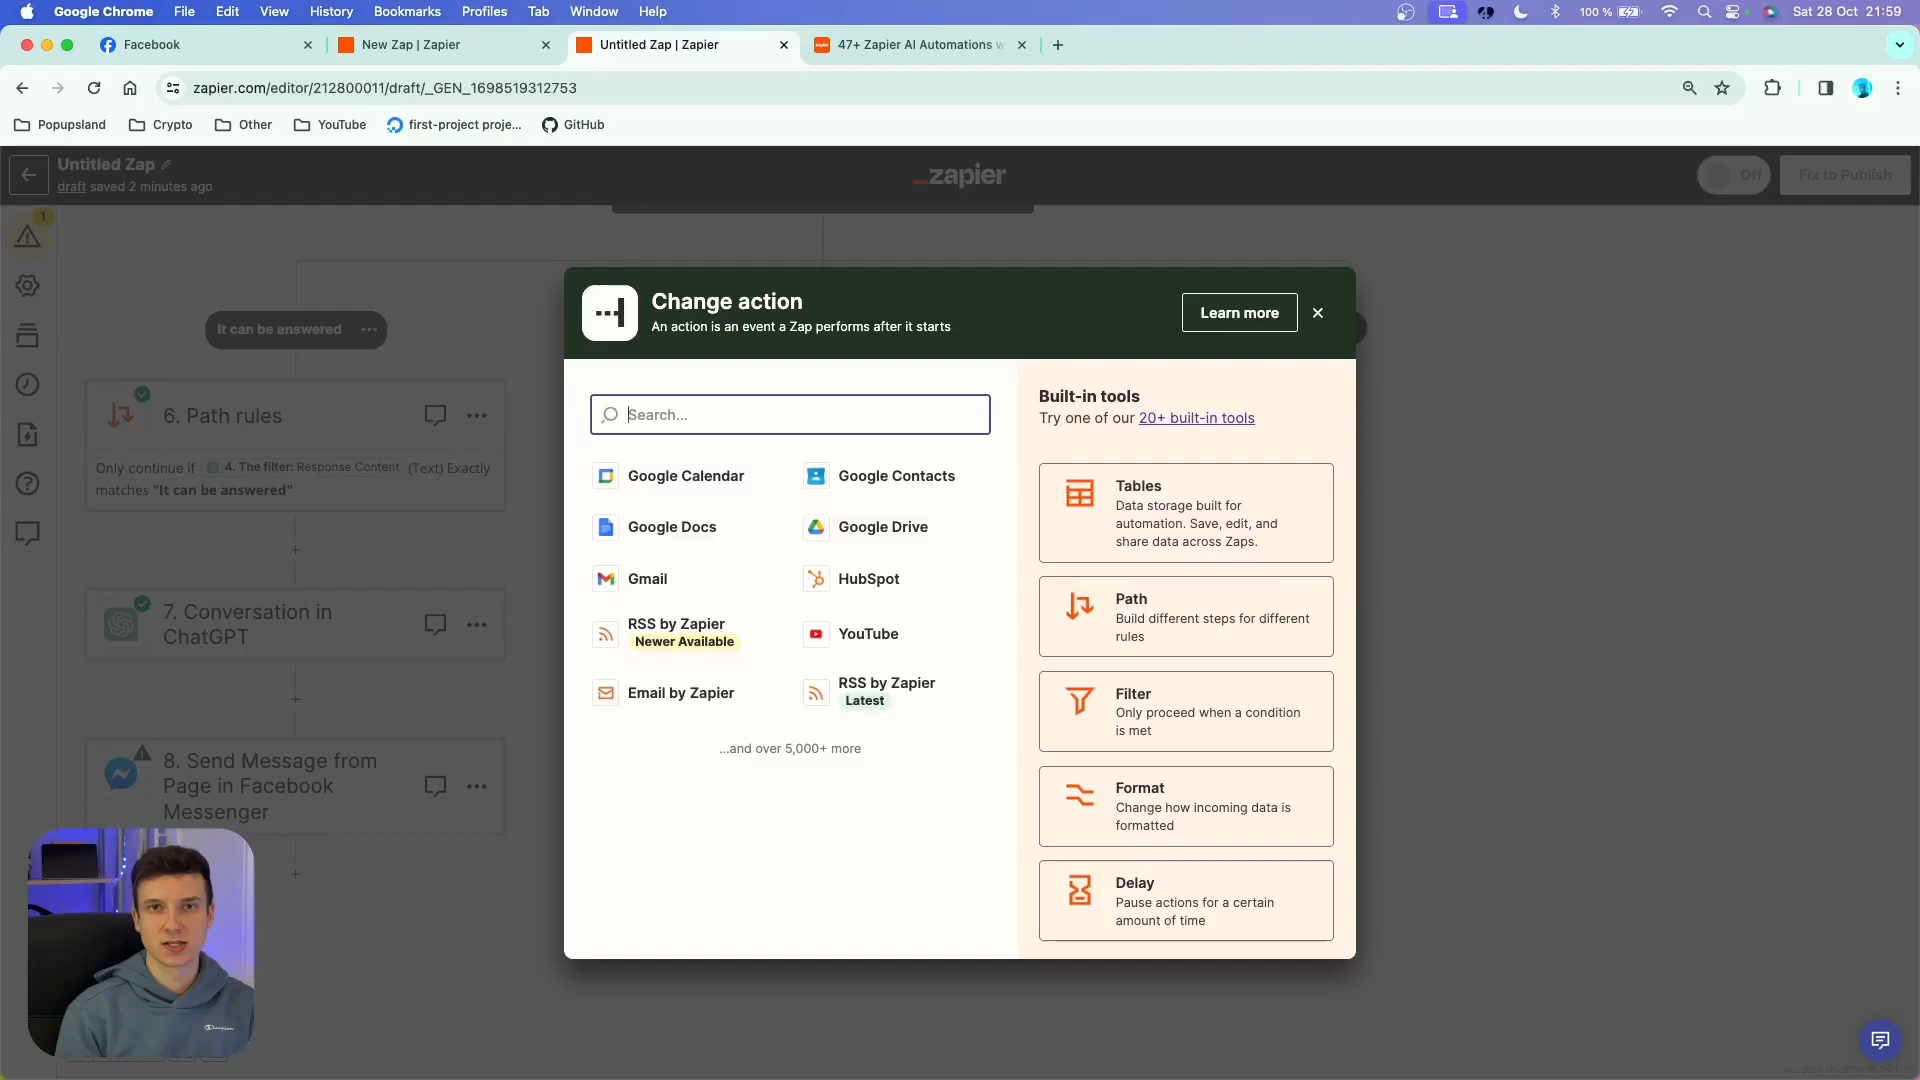 Google Chrome File Edit View History Bookmarks Profiles Tab Window Help 100 % Sat 28 Oct 21:59
Facebook New Zap | Zapier Untitled Zap | Zapier 47+ Zapier AI Automations
zapier.com/editor/212800011/draft/_GEN_1698519312753
Popupsland Crypto Other YouTube first-project proje... GitHub
Untitled Zap
draft saved 2 minutes ago
zapier
Off
Fix to Publish
1
It can be answered
6. Path rules
Only continue if 4. The filter: Response Content (Text) Exactly
matches "It can be answered"
7. Conversation in
ChatGPT
8. Send Message from
Page in Facebook
Messenger
Change action
An action is an event a Zap performs after it starts
Learn more
Search...
Google Calendar
Google Contacts
Google Docs
Google Drive
Gmail
HubSpot
RSS by Zapier
Newer Available
YouTube
Email by Zapier
RSS by Zapier
Latest
...and over 5,000+ more
Built-in tools
Try one of our 20+ built-in tools
Tables
Data storage built for
automation. Save, edit, and
share data across Zaps.
Path
Build different steps for different
rules
Filter
Only proceed when a condition
is met
Format
Change how incoming data is
formatted
Delay
Pause actions for a certain
amount of time
Champion